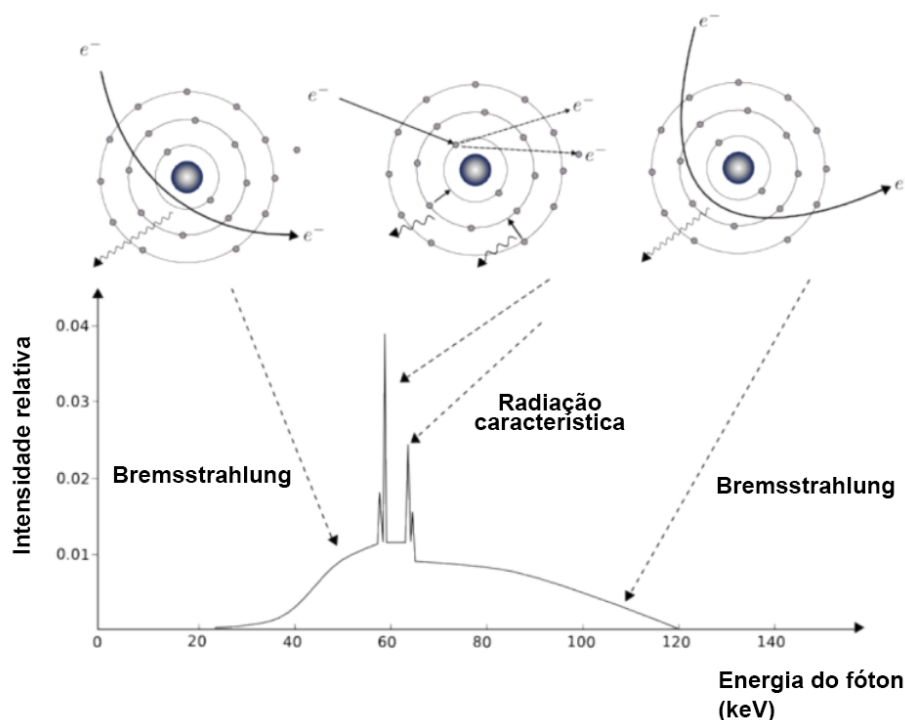 e⁻
e⁻
e⁻
e⁻
e⁻
e⁻
e
Intensidade relativa
0.04
0.03
0.02
0.01
Radiação
característica
Bremsstrahlung
Bremsstrahlung
0
20
40
60
80
100
120
140
Energia do fóton
(keV)